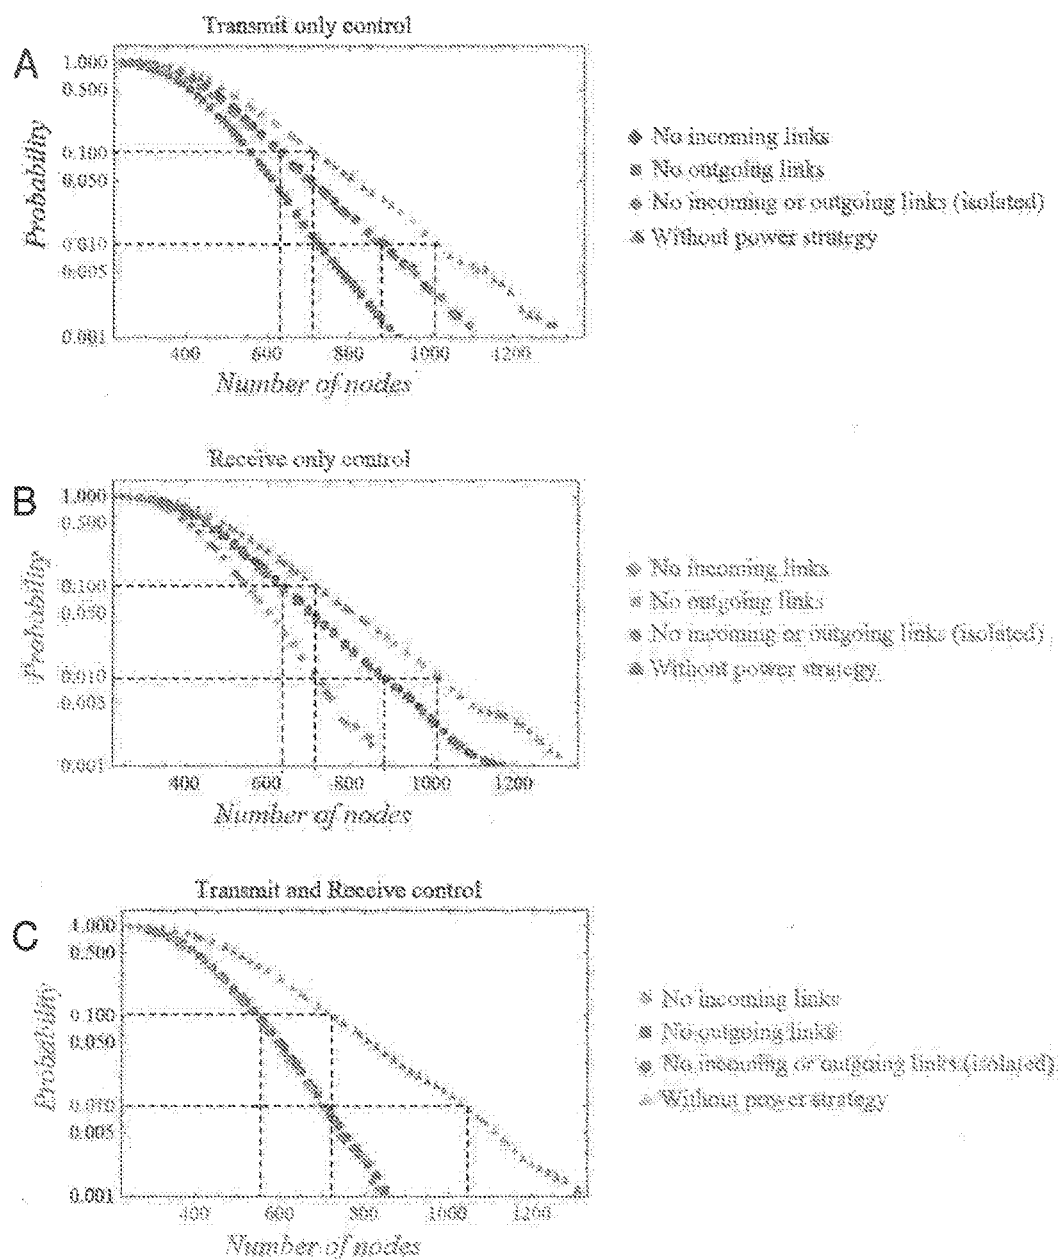 Transmit only control
A
1.000
0.500
0.100
0.050
0.010
0.005
0.001
Probability
400 600 800 1000 1200
Number of nodes
No incoming links
No outgoing links
No incoming or outgoing links (isolated)
Without power strategy
Receive only control
B
1.000
0.500
0.100
0.050
0.010
0.005
0.001
Probability
400 600 800 1000 1200
Number of nodes
No incoming links
No outgoing links
No incoming or outgoing links (isolated)
Without power strategy
Transmit and Receive control
C
1.000
0.500
0.100
0.050
0.070
0.005
0.001
Probability
400 600 800 1000 1200
Number of nodes
No incoming links
No outgoing links
No incoming or outgoing links (isolated)
Without power strategy